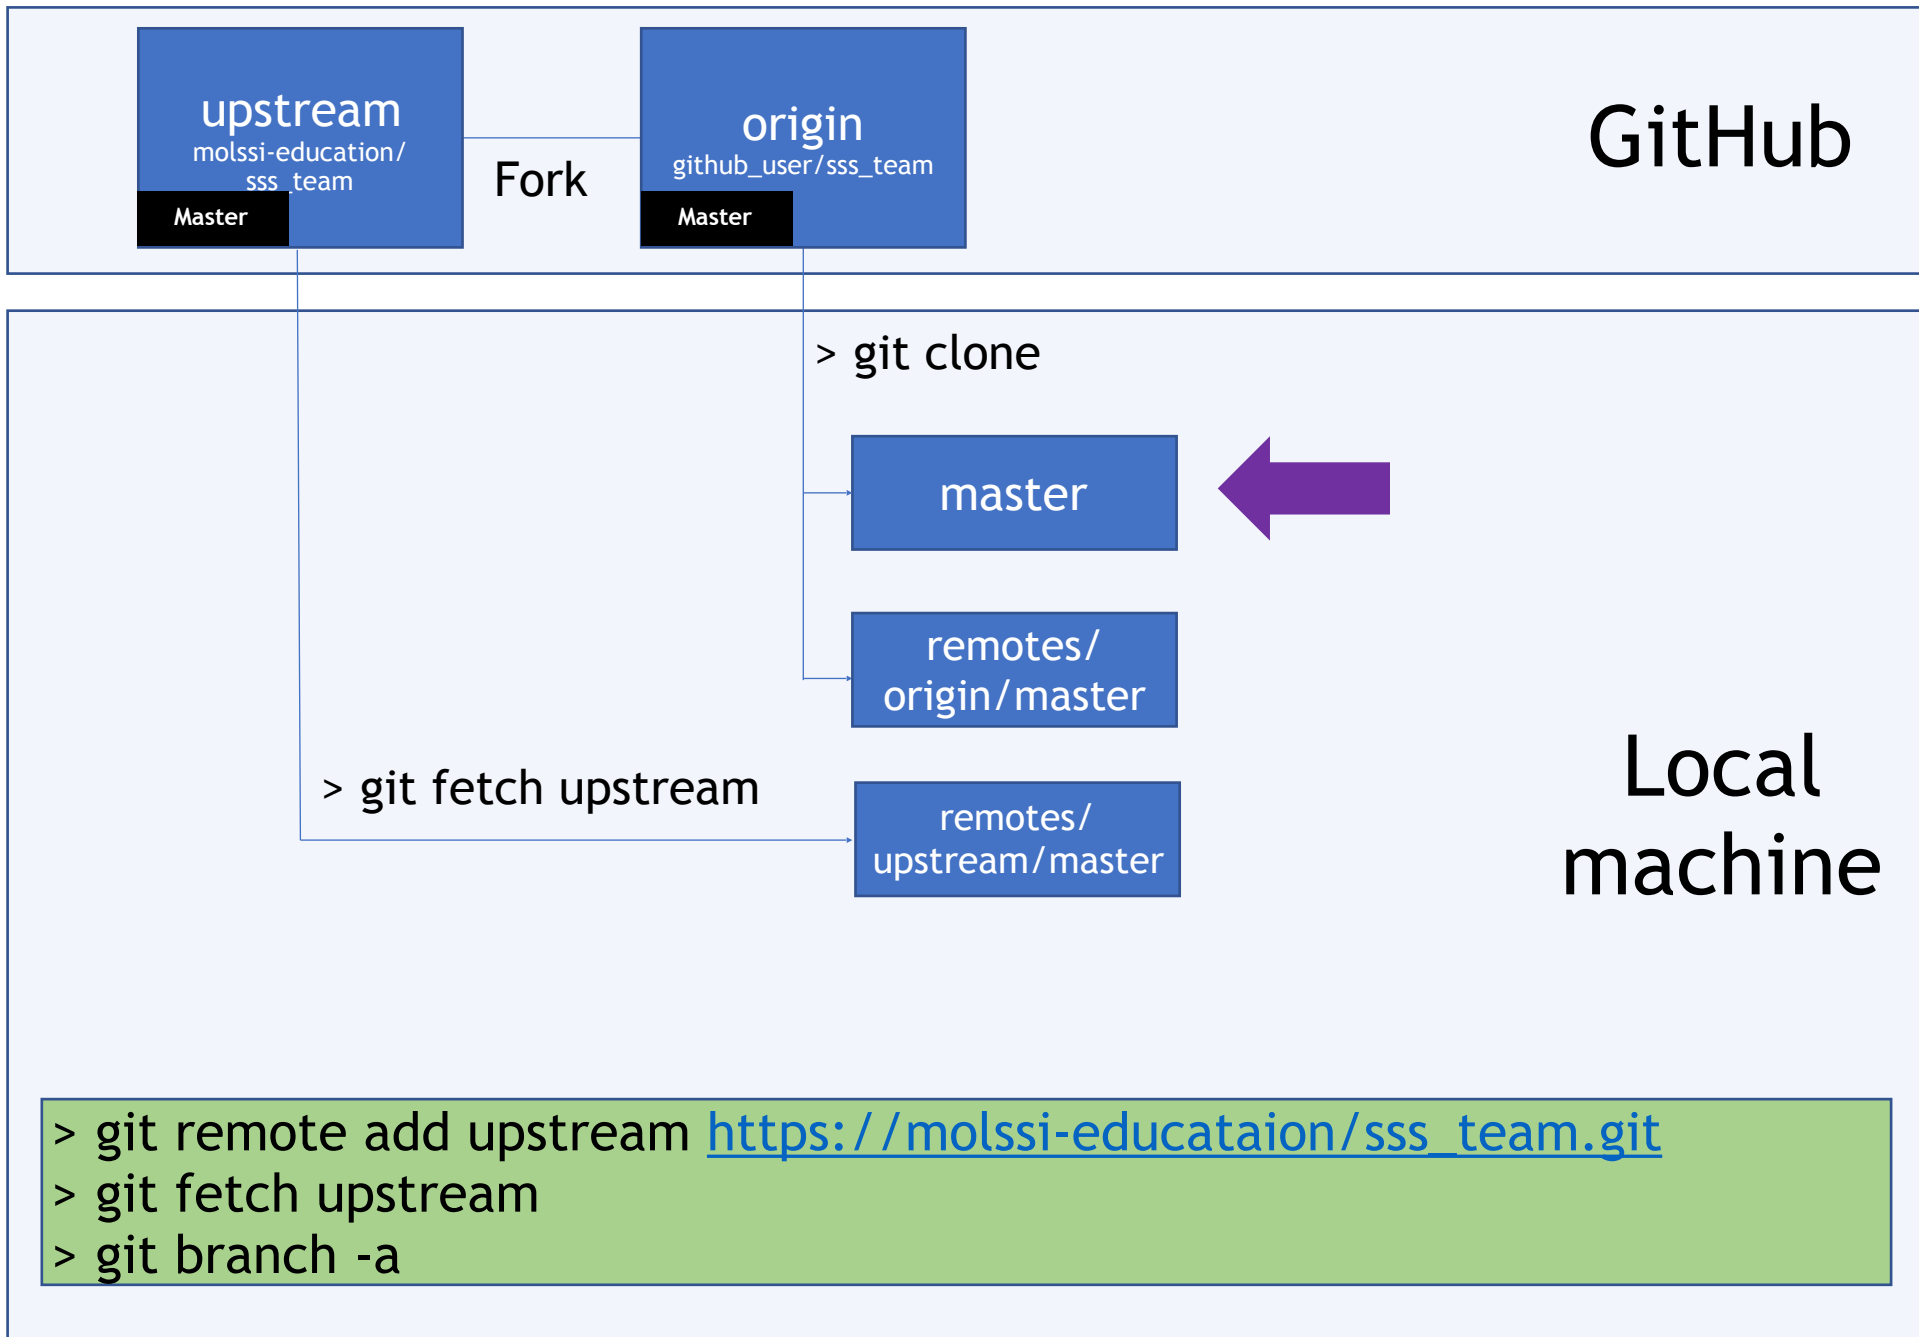 upstream
molssi-education/
sss_team
Master
Fork
origin
github_user/sss_team
Master
GitHub
> git clone
master
remotes/
origin/master
> git fetch upstream
remotes/
upstream/master
Local
machine
> git remote add upstream https://molssi-educataion/sss_team.git
> git fetch upstream
> git branch -a